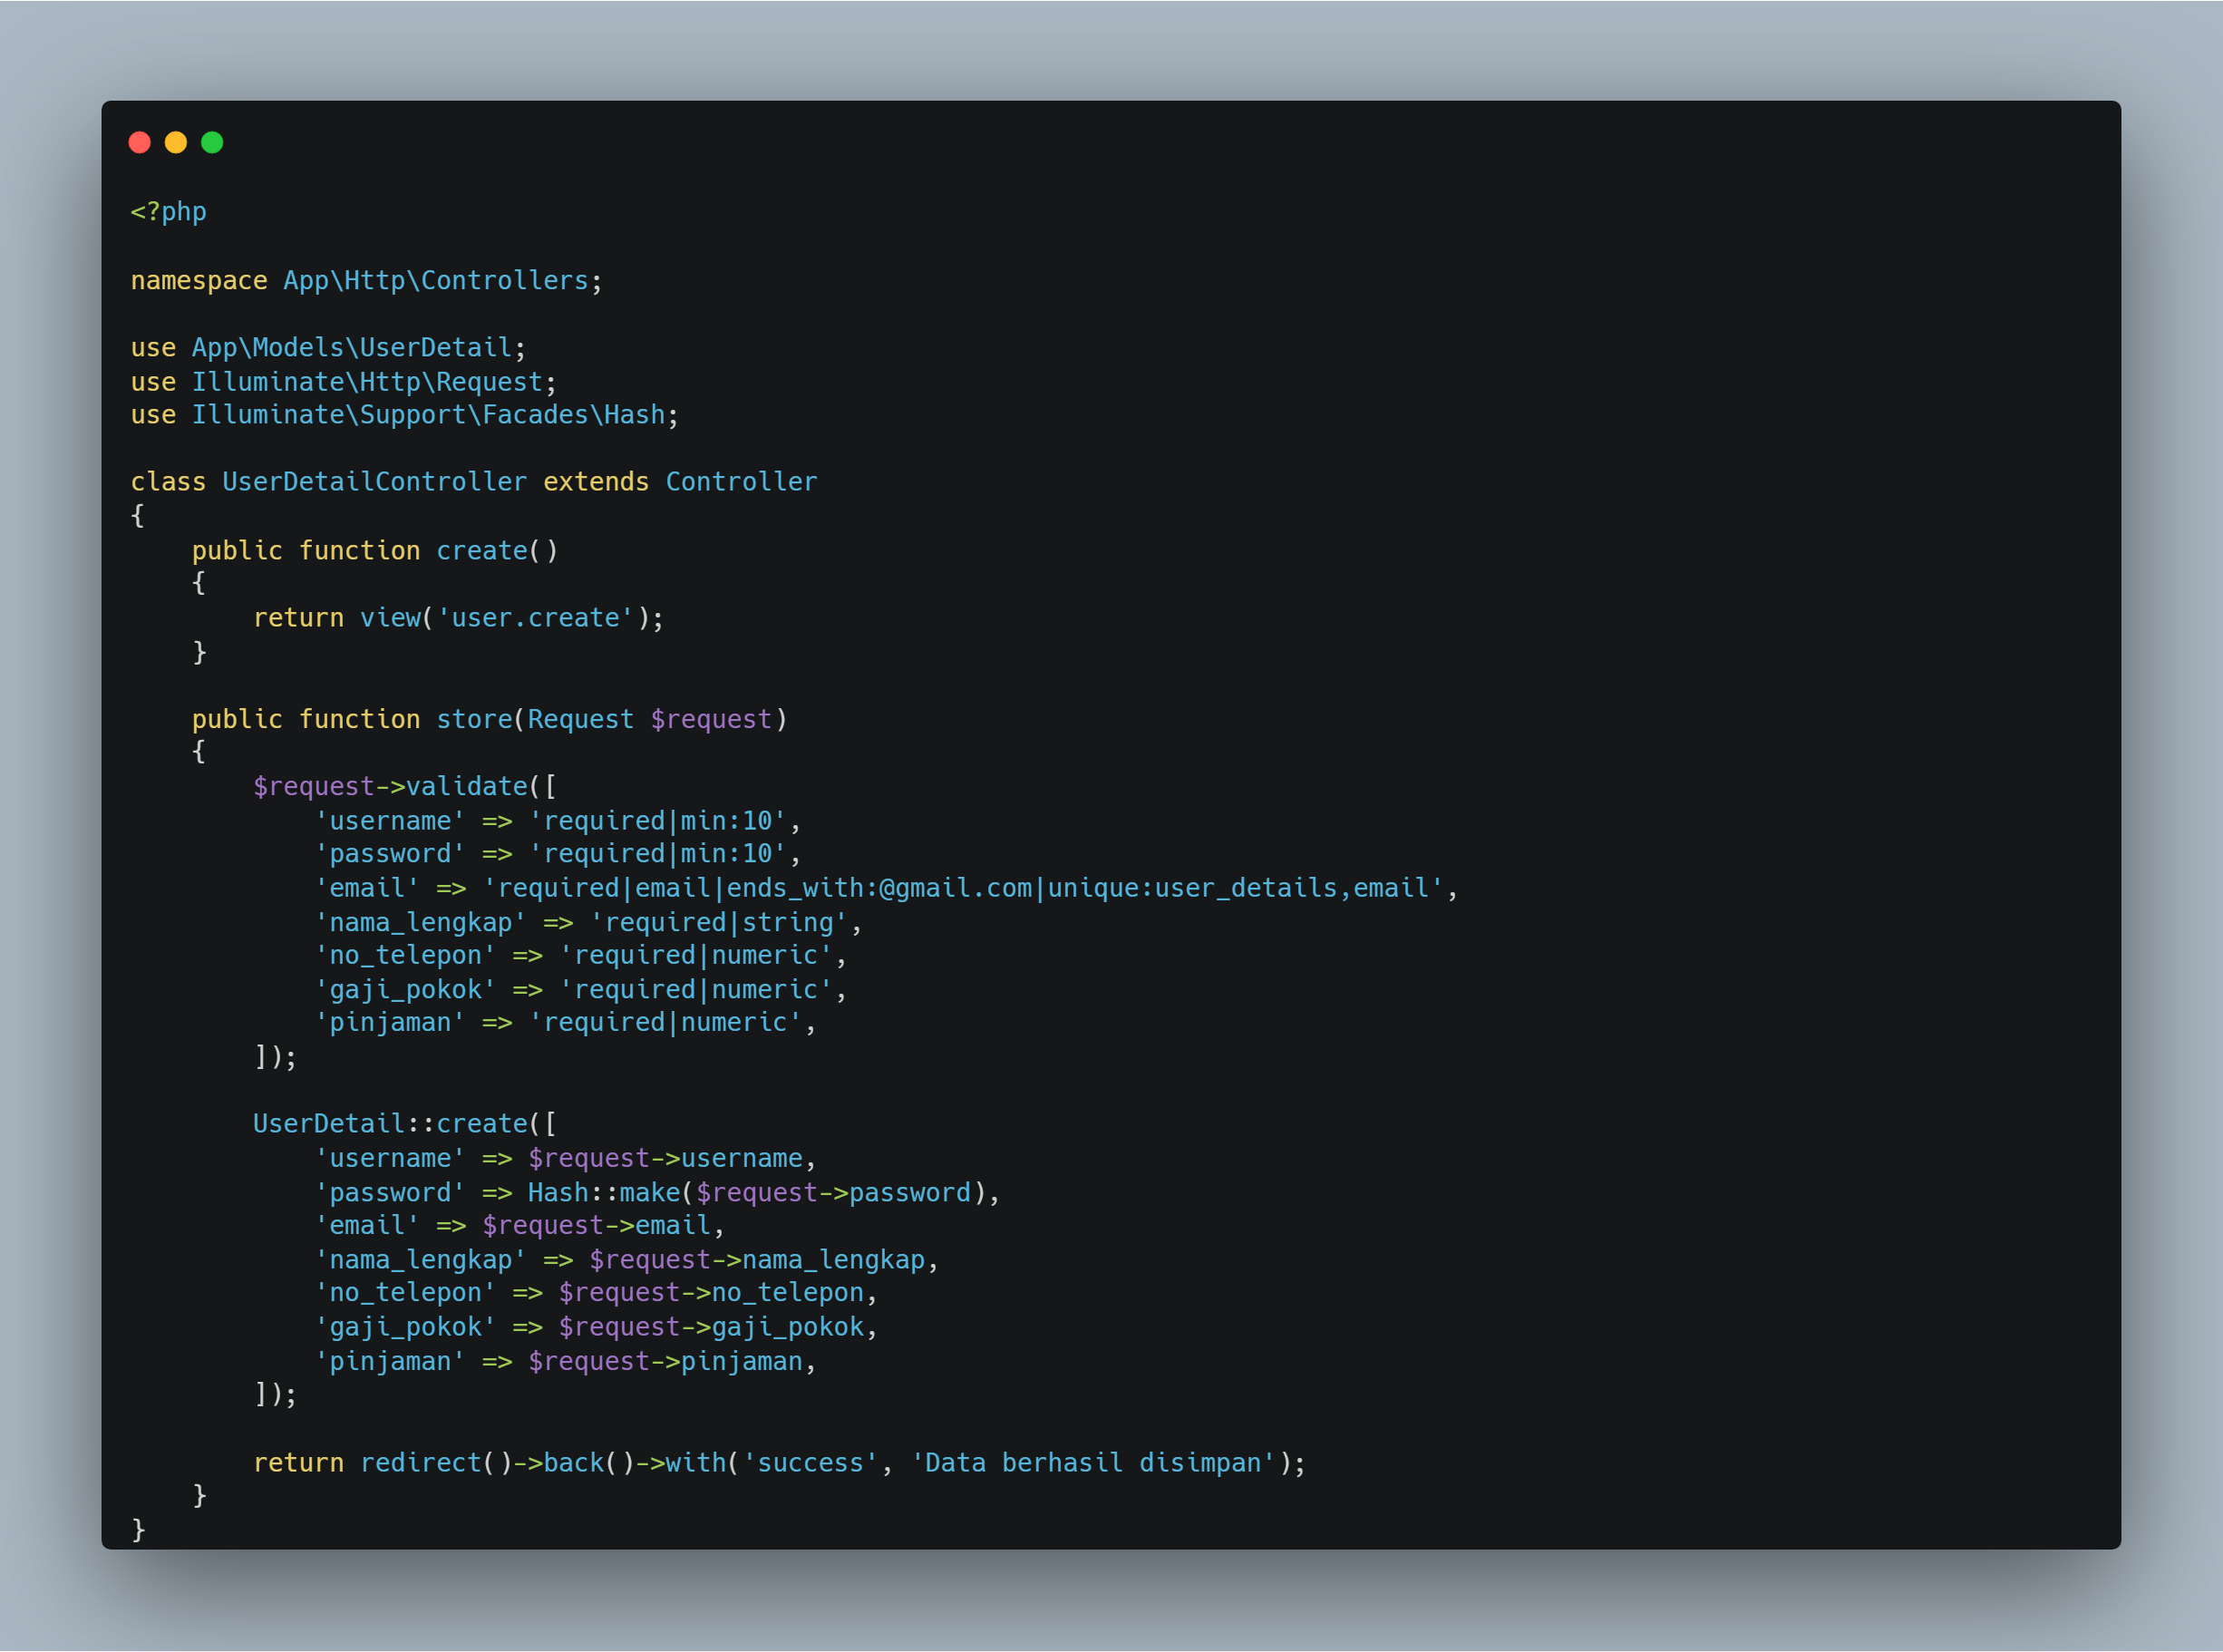 <?php

namespace App\Http\Controllers;

use App\Models\UserDetail;
use Illuminate\Http\Request;
use Illuminate\Support\Facades\Hash;

class UserDetailController extends Controller
{
    public function create()
    {
        return view('user.create');
    }

    public function store(Request $request)
    {
        $request->validate([
            'username' => 'required|min:10',
            'password' => 'required|min:10',
            'email' => 'required|email|ends_with:@gmail.com|unique:user_details,email',
            'nama_lengkap' => 'required|string',
            'no_telepon' => 'required|numeric',
            'gaji_pokok' => 'required|numeric',
            'pinjaman' => 'required|numeric',
        ]);

        UserDetail::create([
            'username' => $request->username,
            'password' => Hash::make($request->password),
            'email' => $request->email,
            'nama_lengkap' => $request->nama_lengkap,
            'no_telepon' => $request->no_telepon,
            'gaji_pokok' => $request->gaji_pokok,
            'pinjaman' => $request->pinjaman,
        ]);

        return redirect()->back()->with('success', 'Data berhasil disimpan');
    }
}